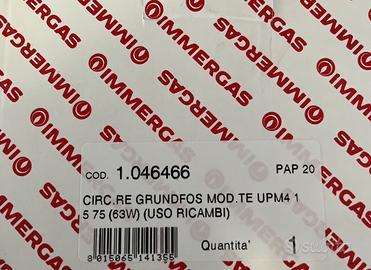 IMMERGAS
COD. 1.046466 PAP 20
CIRC.RE GRUNDFOS MOD.TE UPM4 1
5 75 (63W) (USO RICAMBI)
Quantita' 1
8 015065 141355